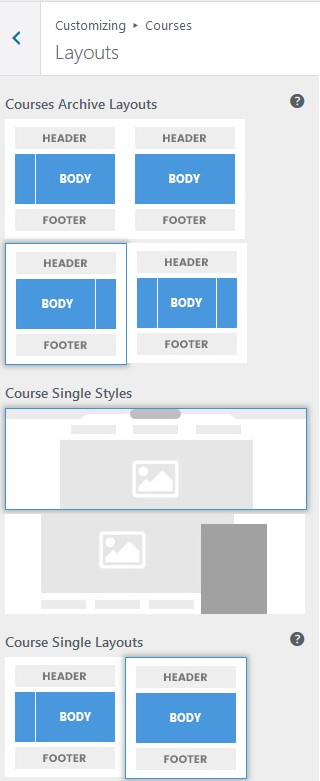 Customizing ▸ Courses
Layouts
Courses Archive Layouts ?
HEADER HEADER
BODY BODY
FOOTER FOOTER
HEADER HEADER
BODY BODY
FOOTER FOOTER
Course Single Styles
Course Single Layouts ?
HEADER HEADER
BODY BODY
FOOTER FOOTER